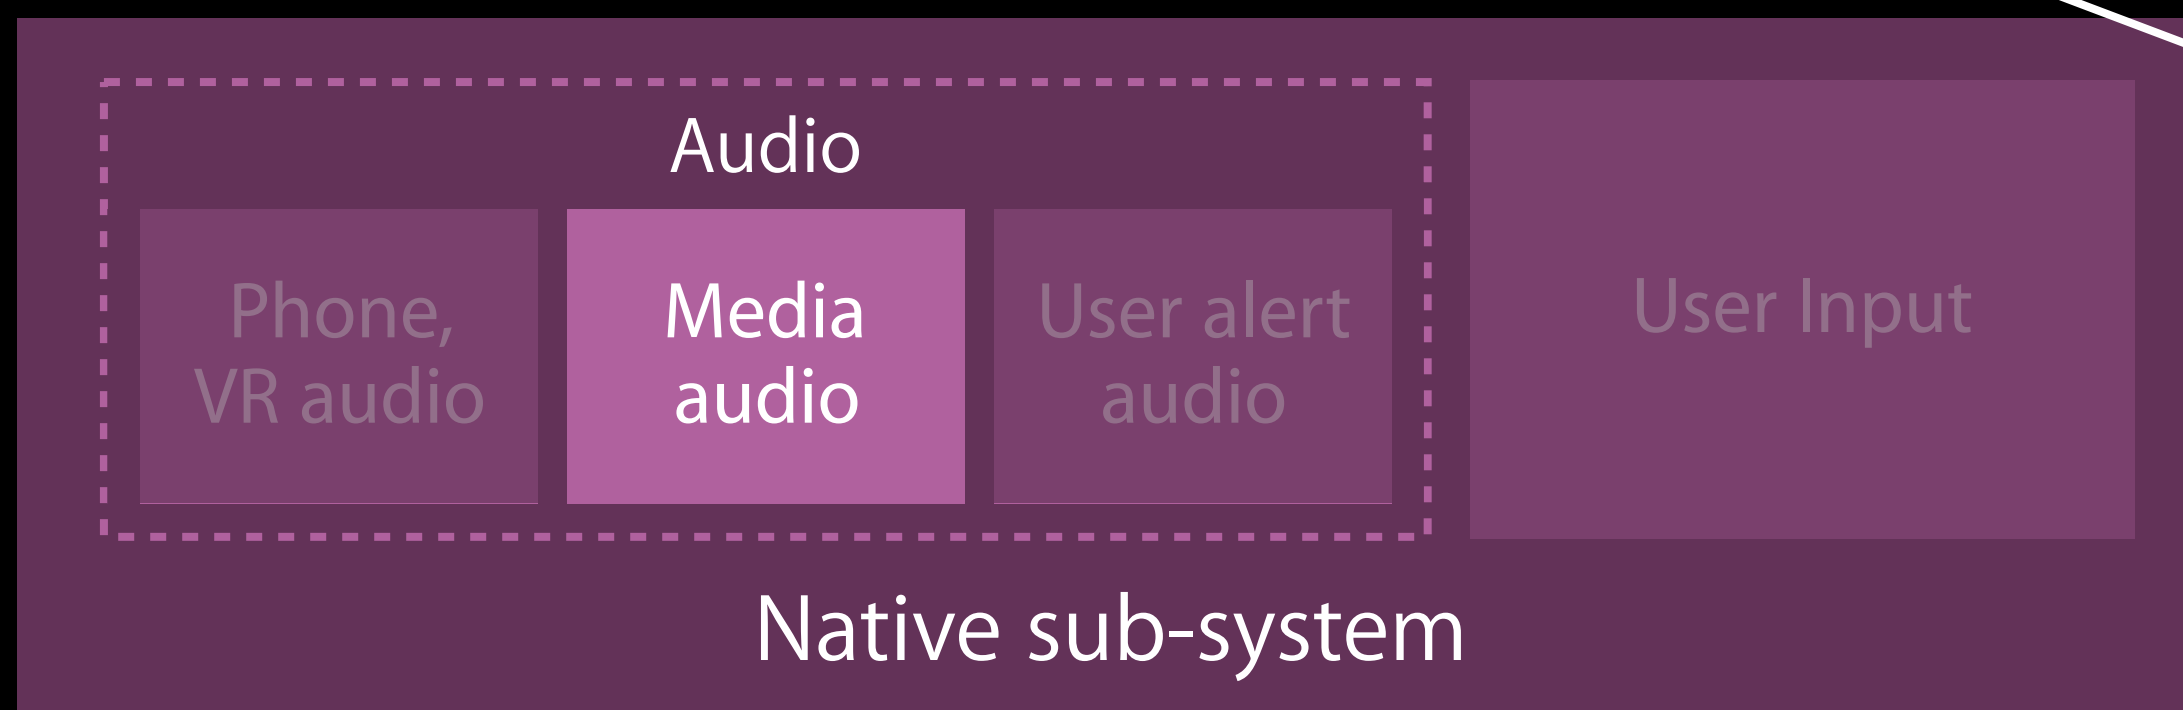 Audio
Phone,
VR audio
Media
audio
User alert
audio
User Input
Native sub-system